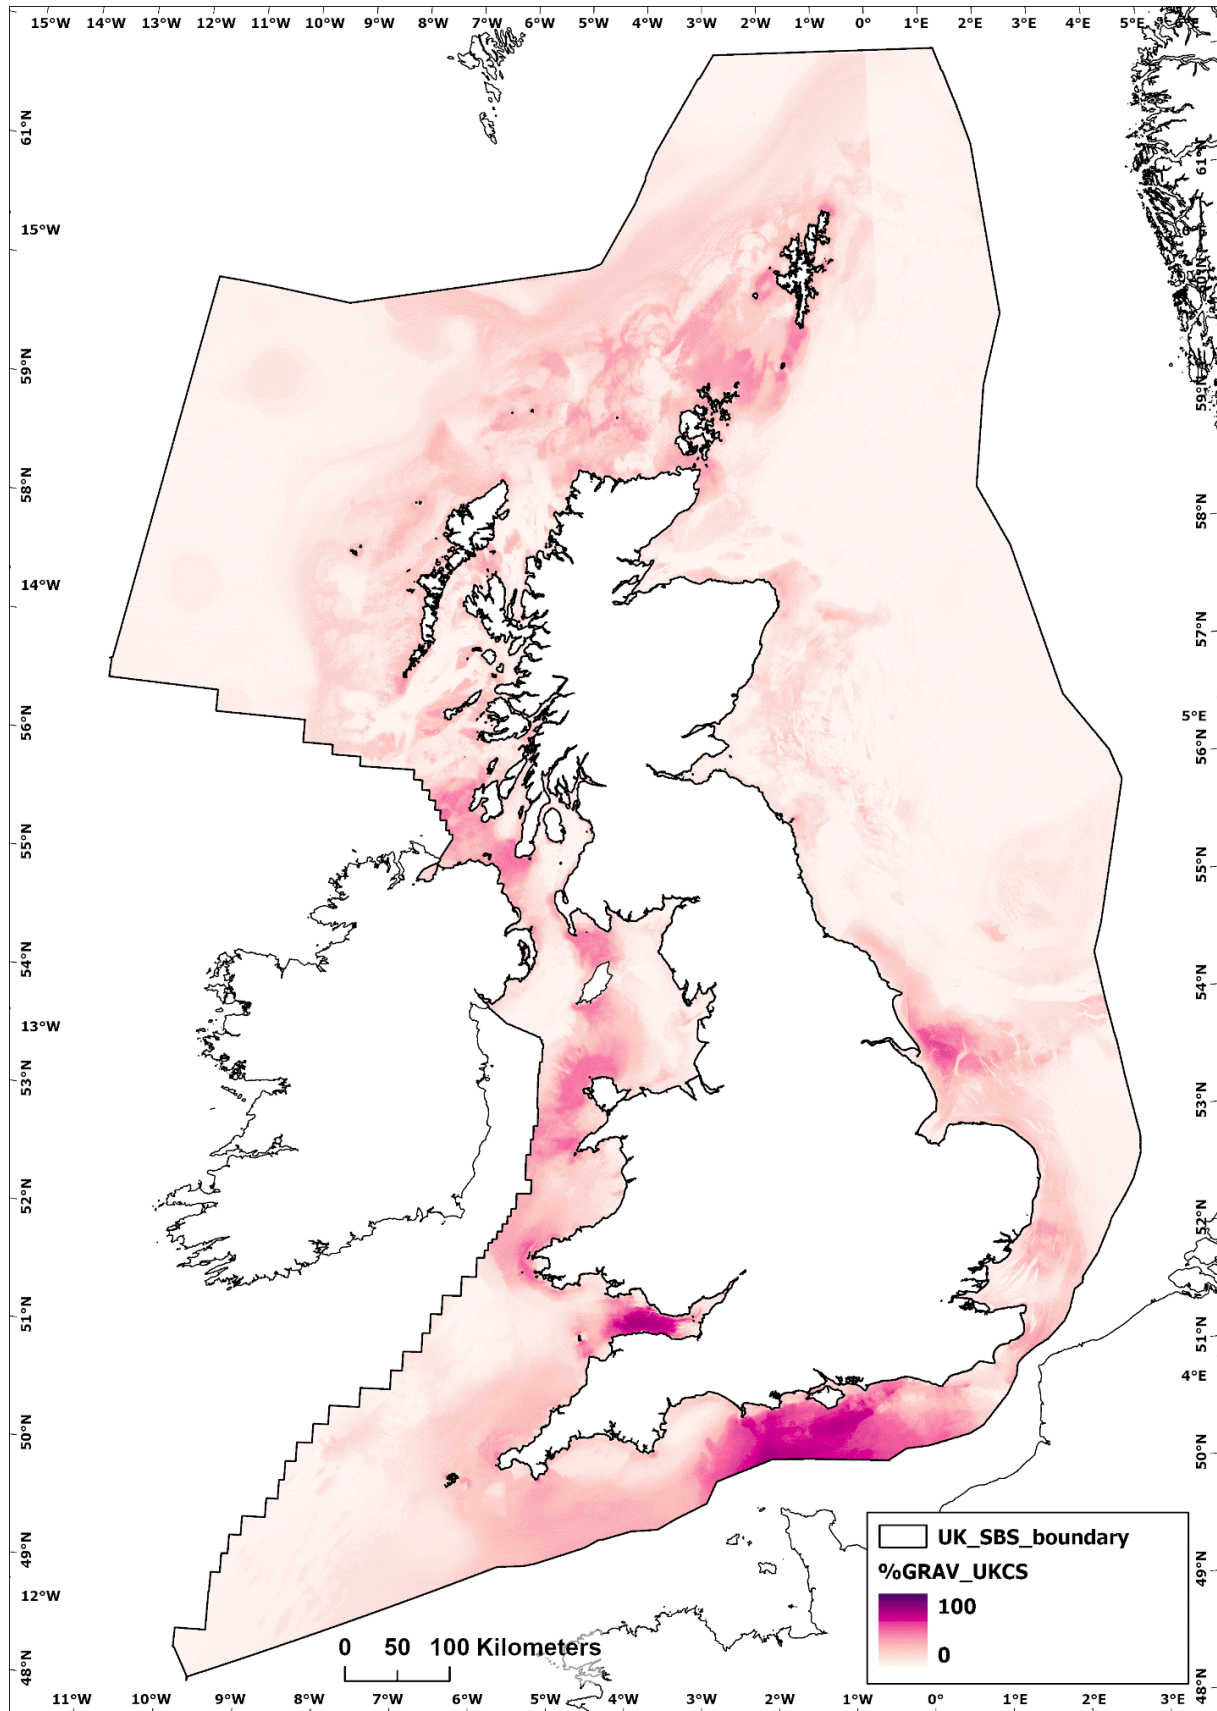 15°W 14°W 13°W 12°W 11°W 10°W 9°W 8°W 7°W 6°W 5°W 4°W 3°W 2°W 1°W 0° 1°E 2°E 3°E 4°E 5°E 6°E
61°N
61°N
15°W
60°N
59°N
59°N
58°N
58°N
14°W
57°N
56°N
5°E
56°N
55°N
55°N
54°N
54°N
13°W
53°N
53°N
52°N
52°N
51°N
51°N
4°E
50°N
50°N
49°N
49°N
12°W
48°N
48°N
UK_SBS_boundary
%GRAV_UKCS
100
0
0 50 100 Kilometers
11°W 10°W 9°W 8°W 7°W 6°W 5°W 4°W 3°W 2°W 1°W 0° 1°E 2°E 3°E